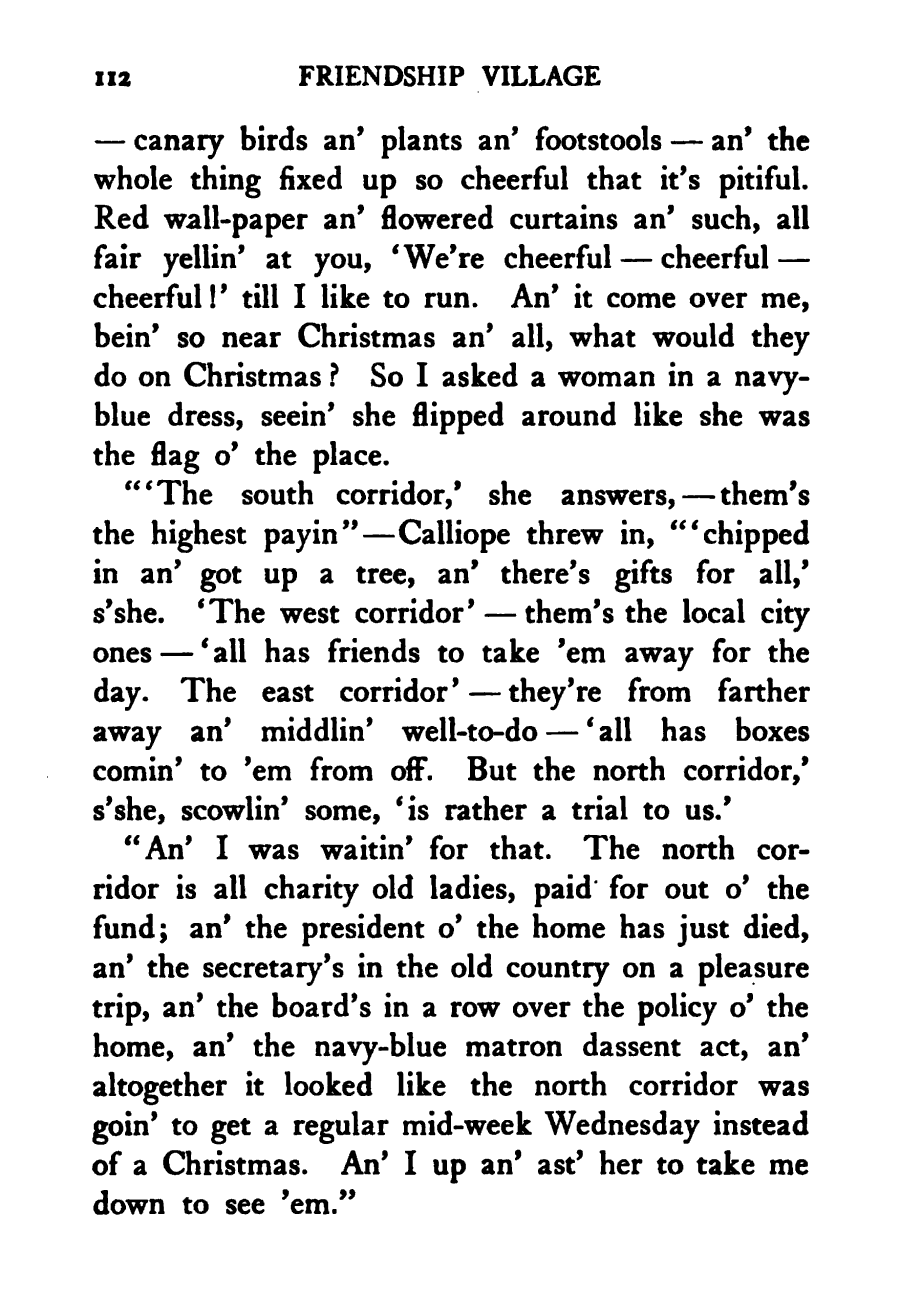 112 FRIENDSHIP VILLAGE
— canary birds an' plants an' footstools — an' the
whole thing fixed up so cheerful that it's pitiful.
Red wall-paper an' flowered curtains an' such, all
fair yellin' at you, 'We're cheerful — cheerful —
cheerful!' till I like to run. An' it come over me,
bein' so near Christmas an' all, what would they
do on Christmas? So I asked a woman in a navy-
blue dress, seein' she flipped around like she was
the flag o' the place.
"'The south corridor,' she answers, — them's
the highest payin" — Calliope threw in, "'chipped
in an' got up a tree, an' there's gifts for all,'
s'she. 'The west corridor' — them's the local city
ones — 'all has friends to take 'em away for the
day. The east corridor' — they're from farther
away an' middlin' well-to-do — 'all has boxes
comin' to 'em from off. But the north corridor,'
s'she, scowlin' some, 'is rather a trial to us.'
"An' I was waitin' for that. The north cor-
ridor is all charity old ladies, paid for out o' the
fund; an' the president o' the home has just died,
an' the secretary's in the old country on a pleasure
trip, an' the board's in a row over the policy o' the
home, an' the navy-blue matron dassent act, an'
altogether it looked like the north corridor was
goin' to get a regular mid-week Wednesday instead
of a Christmas. An' I up an' ast' her to take me
down to see 'em."